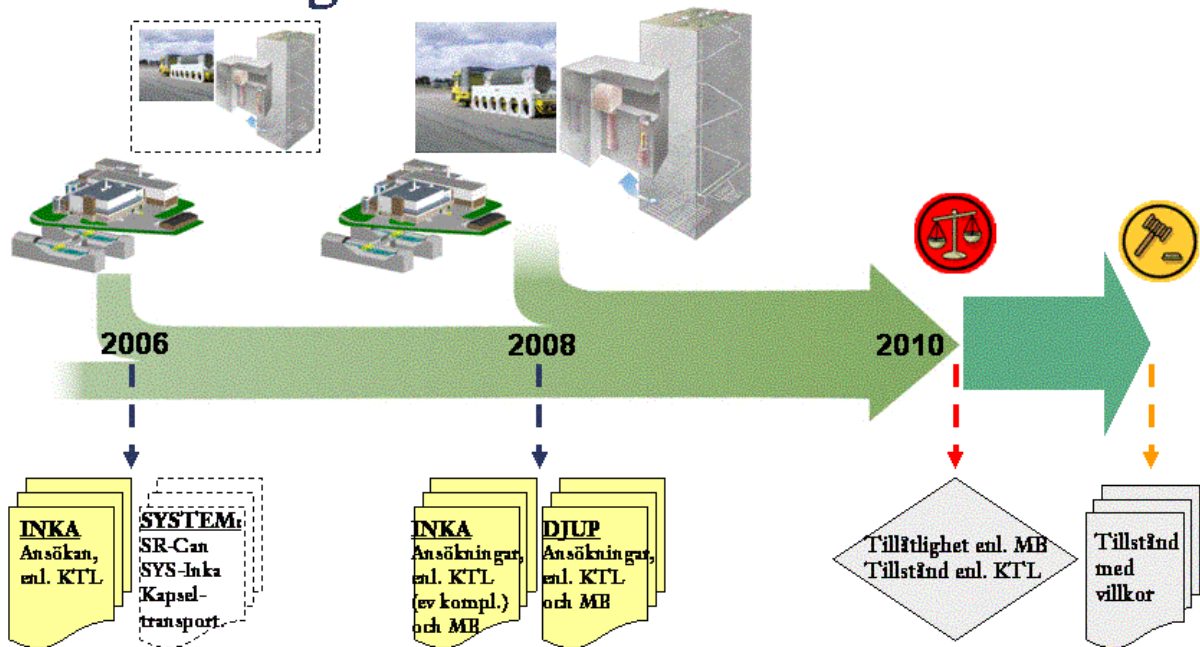 2006
2008
2010
INKA
Ansökan,
enl. KTL
SYSTEM:
SR-Can
SYS-Inka
Kapsel-
transport.
INKA
Ansökningar,
enl. KTL
(ev kompl.)
och MB
DJUP
Ansökningar,
enl. KTL
och MB
Tillåtlighet enl. MB
Tillstånd enl. KTL
Tillstånd
med
villkor